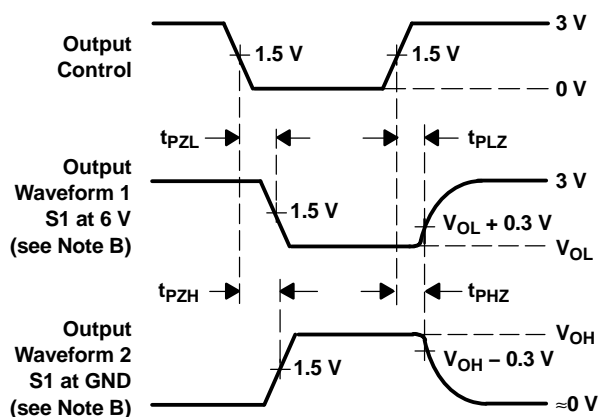 Output
Control
1.5 V
1.5 V
3 V
0 V
tPZL
tPLZ
Output
Waveform 1
S1 at 6 V
(see Note B)
1.5 V
3 V
VOL + 0.3 V
VOL
tPZH
tPHZ
Output
Waveform 2
S1 at GND
(see Note B)
1.5 V
VOH
VOH − 0.3 V
≈0 V